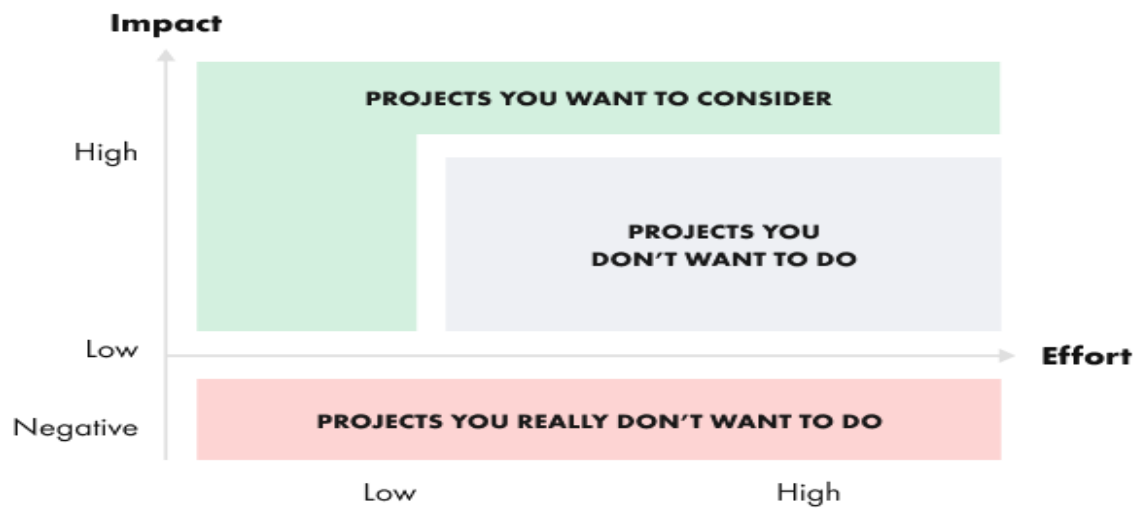 Impact
PROJECTS YOU WANT TO CONSIDER
High
PROJECTS YOU
DON'T WANT TO DO
Low
Effort
PROJECTS YOU REALLY DON'T WANT TO DO
Negative
Low
High